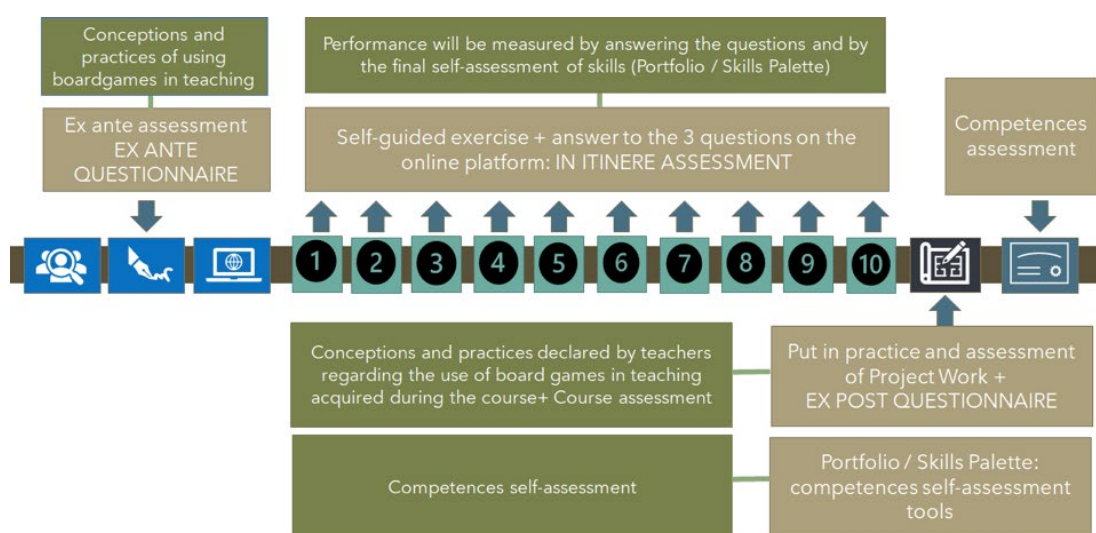 Conceptions and
practices of using
boardgames in teaching
Ex ante assessment
EX ANTE
QUESTIONNAIRE
Performance will be measured by answering the questions and by
the final self-assessment of skills (Portfolio / Skills Palette)
Self-guided exercise + answer to the 3 questions on the
online platform: IN ITINERE ASSESSMENT
Competences
assessment
1
2
3
4
5
6
7
8
9
10
Conceptions and practices declared by teachers
regarding the use of board games in teaching
acquired during the course+ Course assessment
Put in practice and assessment
of Project Work +
EX POST QUESTIONNAIRE
Competences self-assessment
Portfolio / Skills Palette:
competences self-assessment
tools